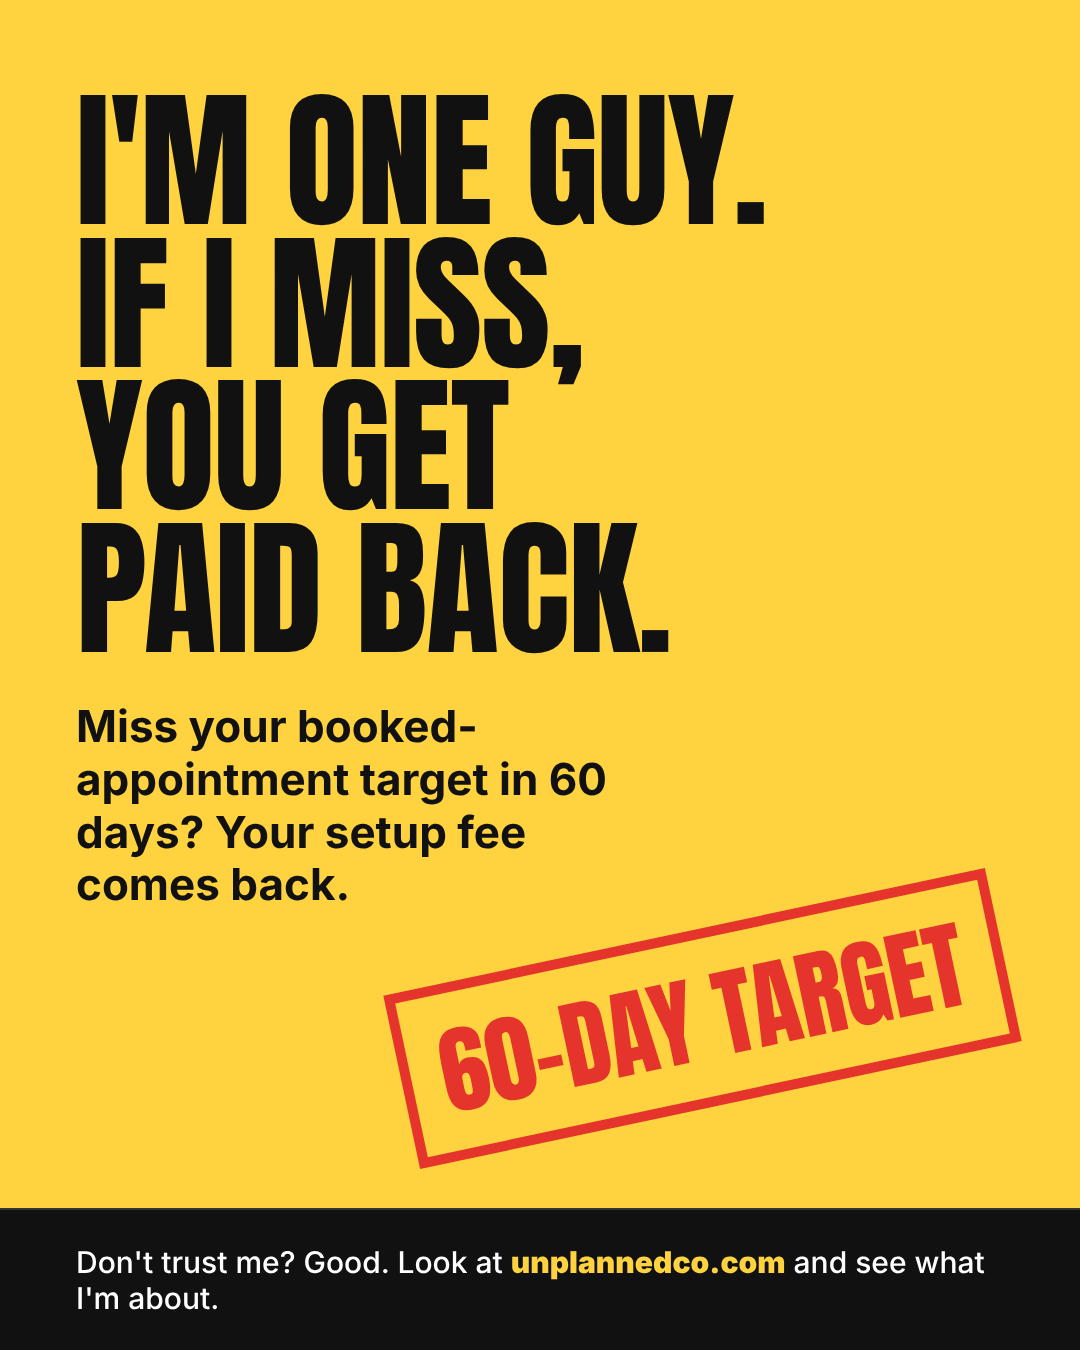 I'M ONE GUY.
IF I MISS,
YOU GET
PAID BACK.
Miss your booked-
appointment target in 60
days? Your setup fee
comes back.
60-DAY TARGET
Don't trust me? Good. Look at unplannedco.com and see what
I'm about.